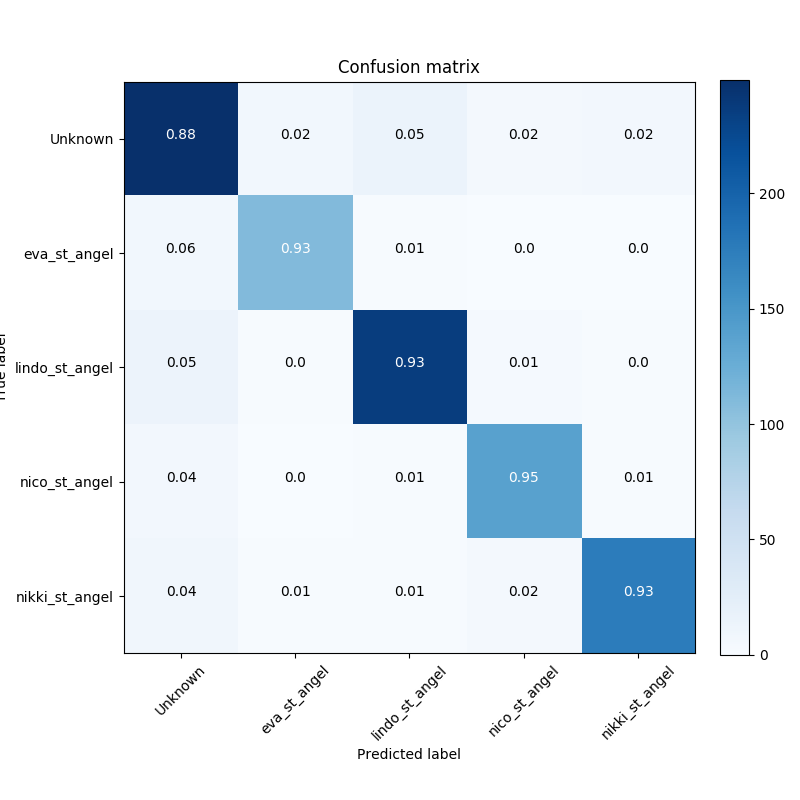 Confusion matrix
Unknown 0.88 0.02 0.05 0.02 0.02
eva_st_angel 0.06 0.93 0.01 0.0 0.0
lindo_st_angel 0.05 0.0 0.93 0.01 0.0
nico_st_angel 0.04 0.0 0.01 0.95 0.01
nikki_st_angel 0.04 0.01 0.01 0.02 0.93
Unknown eva_st_angel lindo_st_angel nico_st_angel nikki_st_angel
Predicted label
True label
200
150
100
50
0